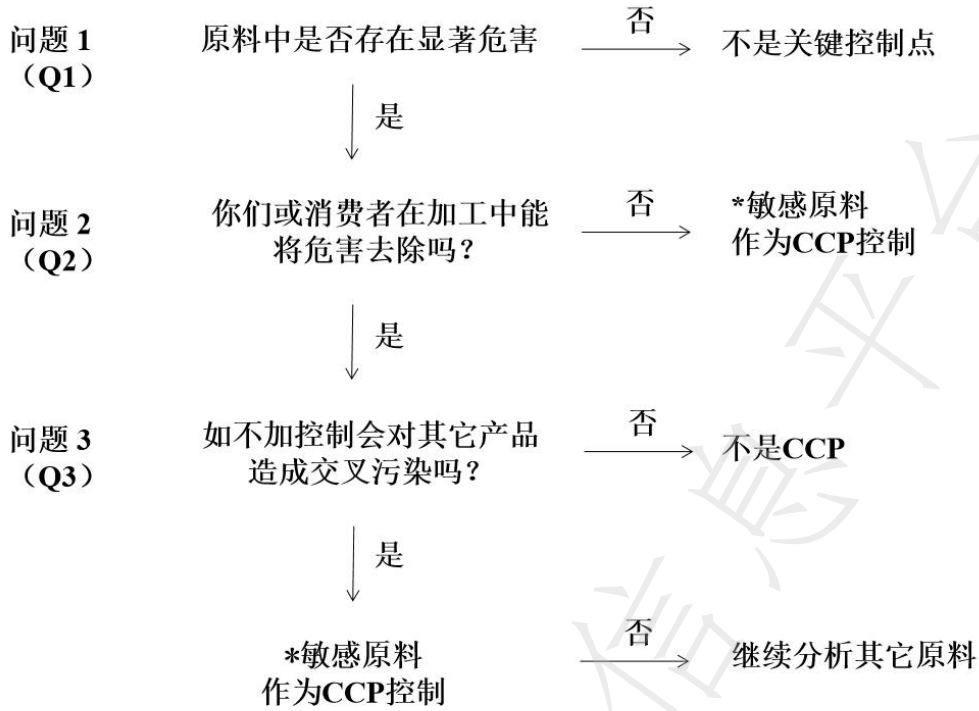 问题 1
（Q1）
原料中是否存在显著危害
否
不是关键控制点
是
问题 2
（Q2）
你们或消费者在加工中能
将危害去除吗？
否
*敏感原料
作为CCP控制
是
问题 3
（Q3）
如不加控制会对其它产品
造成交叉污染吗？
否
不是CCP
是
*敏感原料
作为CCP控制
否
继续分析其它原料
信息平台